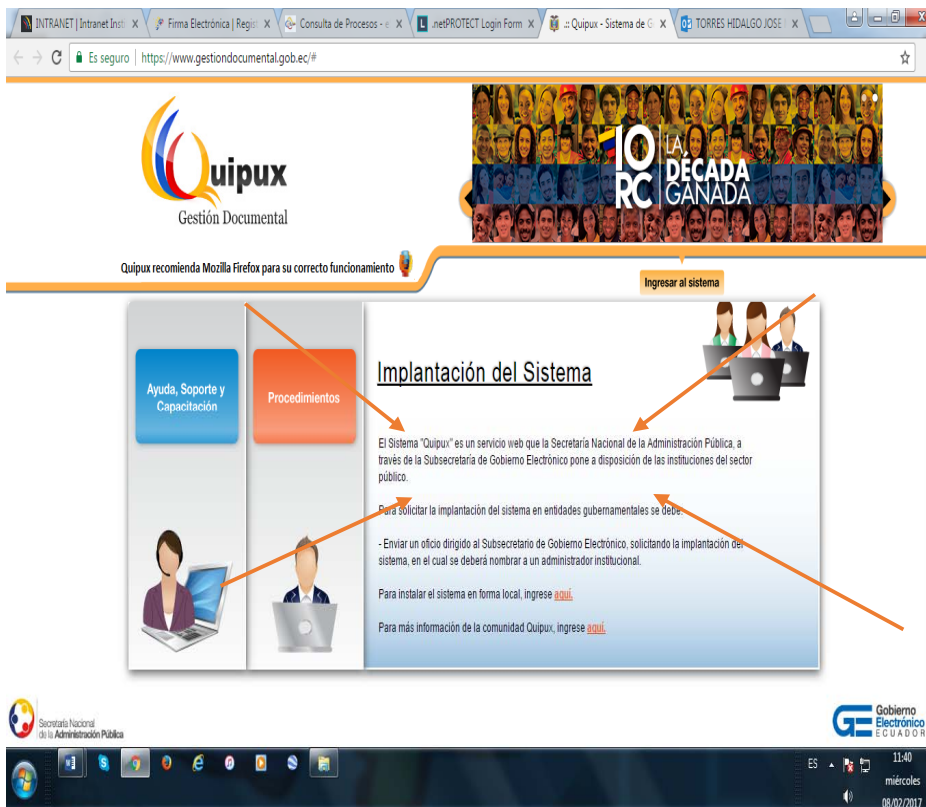 INTRANET | Intranet Insti
Firma Electrónica | Regist
Consulta de Procesos - e
.netPROTECT Login Form
.:: Quipux - Sistema de G
TORRES HIDALGO JOSE
Es seguro | https://www.gestiondocumental.gob.ec/#
Quipux
Gestión Documental
10
RC
LA
DÉCADA
GANADA
Quipux recomienda Mozilla Firefox para su correcto funcionamiento
Ingresar al sistema
Ayuda, Soporte y
Capacitación
Procedimientos
Implantación del Sistema
El Sistema "Quipux" es un servicio web que la Secretaría Nacional de la Administración Pública, a
través de la Subsecretaría de Gobierno Electrónico pone a disposición de las instituciones del sector
público.
Para solicitar la implantación del sistema en entidades gubernamentales se debe:
- Enviar un oficio dirigido al Subsecretario de Gobierno Electrónico, solicitando la implantación del
sistema, en el cual se deberá nombrar a un administrador institucional.
Para instalar el sistema en forma local, ingrese aquí.
Para más información de la comunidad Quipux, ingrese aquí.
Secretaría Nacional
de la Administración Pública
GE
Gobierno
Electrónico
ECUADOR
ES
11:40
miércoles
08/02/2017